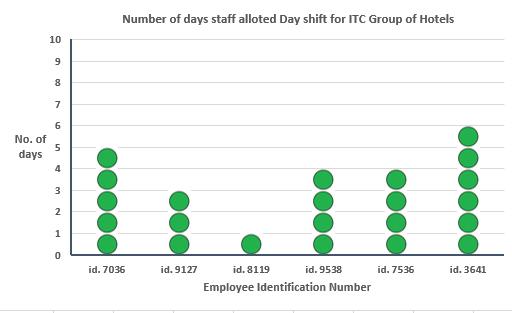 Number of days staff alloted Day shift for ITC Group of Hotels
10
9
8
7
6
No. of
days
5
4
3
2
1
0
id. 7036
id. 9127
id. 8119
id. 9538
id. 7536
id. 3641
Employee Identification Number